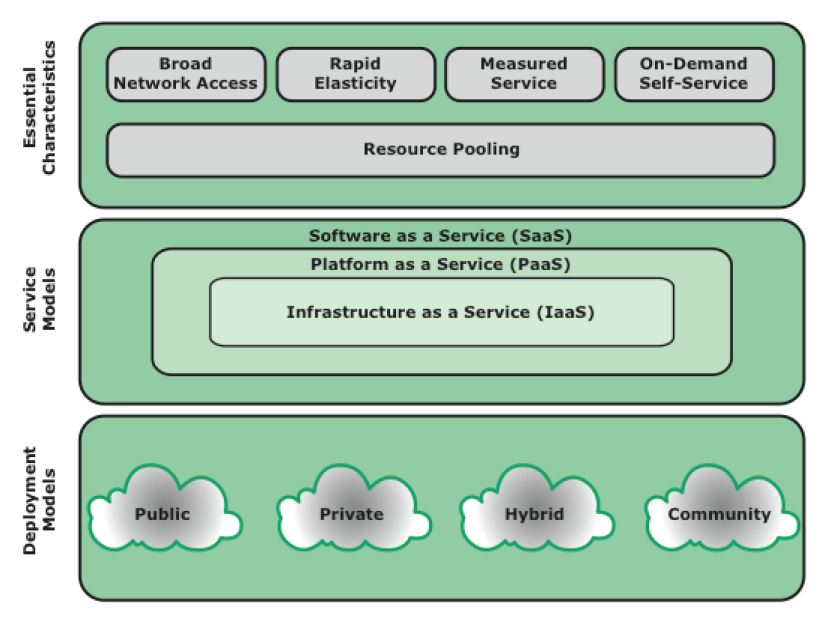 Essential
Characteristics
Broad
Network Access
Rapid
Elasticity
Measured
Service
On-Demand
Self-Service
Resource Pooling
Service
Models
Software as a Service (SaaS)
Platform as a Service (PaaS)
Infrastructure as a Service (IaaS)
Deployment
Models
Public
Private
Hybrid
Community